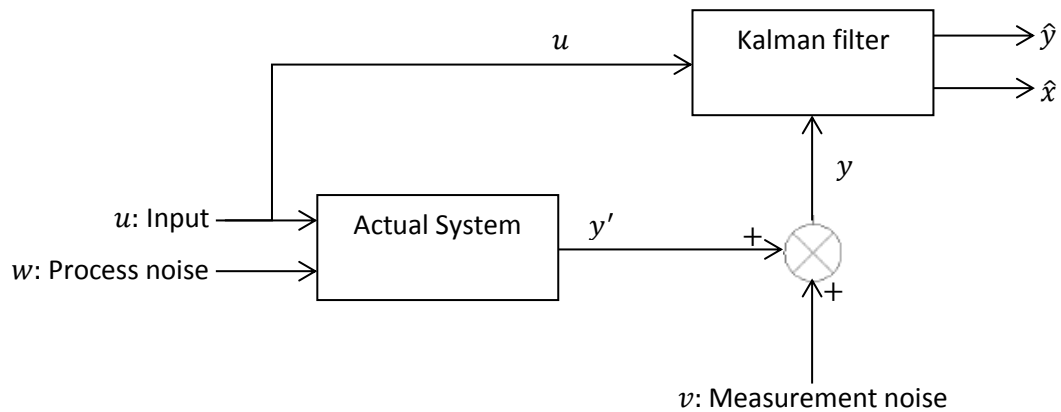 Kalman filter
u
ŷ
x̂
y
u: Input
Actual System
y′
+
w: Process noise
+
v: Measurement noise